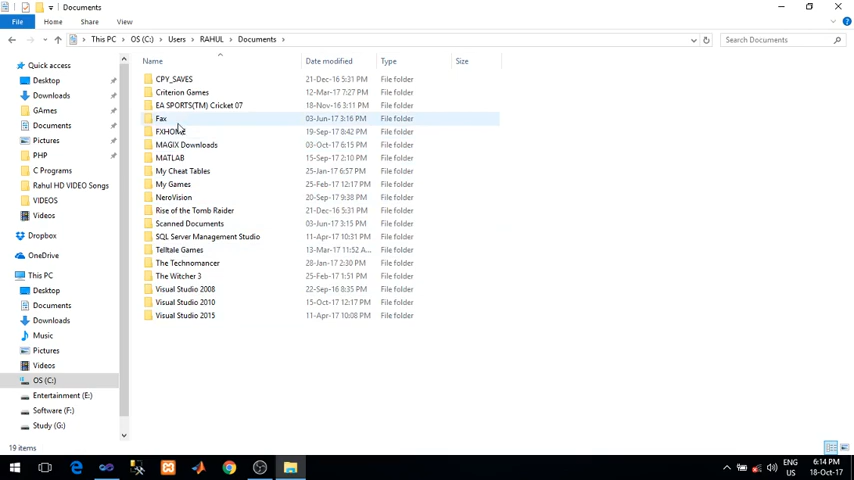 Documents
File Home Share View
This PC OS (C:) Users RAHUL Documents
Search Documents
Name Date modified Type Size
Quick access
Desktop
Downloads
GAmes
Documents
Pictures
PHP
C Programs
Rahul HD VIDEO Songs
VIDEOS
Videos
Dropbox
OneDrive
This PC
Desktop
Documents
Downloads
Music
Pictures
Videos
OS (C:)
Entertainment (E:)
Software (F:)
Study (G:)
CPY_SAVES 21-Dec-16 5:31 PM File folder
Criterion Games 12-Mar-17 7:27 PM File folder
EA SPORTS(TM) Cricket 07 18-Nov-16 3:11 PM File folder
Fax 03-Jun-17 3:16 PM File folder
FXHOME 19-Sep-17 8:42 PM File folder
MAGIX Downloads 03-Oct-17 6:15 PM File folder
MATLAB 15-Sep-17 2:10 PM File folder
My Cheat Tables 25-Jan-17 6:57 PM File folder
My Games 25-Feb-17 12:17 PM File folder
NeroVision 20-Sep-17 9:38 PM File folder
Rise of the Tomb Raider 21-Dec-16 5:31 PM File folder
Scanned Documents 03-Jun-17 3:15 PM File folder
SQL Server Management Studio 11-Apr-17 10:31 PM File folder
Telltale Games 13-Mar-17 11:52 A... File folder
The Technomancer 28-Jan-17 2:30 PM File folder
The Witcher 3 25-Feb-17 1:51 PM File folder
Visual Studio 2008 22-Sep-16 8:35 PM File folder
Visual Studio 2010 15-Oct-17 12:17 PM File folder
Visual Studio 2015 11-Apr-17 10:08 PM File folder
19 items
ENG 6:14 PM
US 18-Oct-17